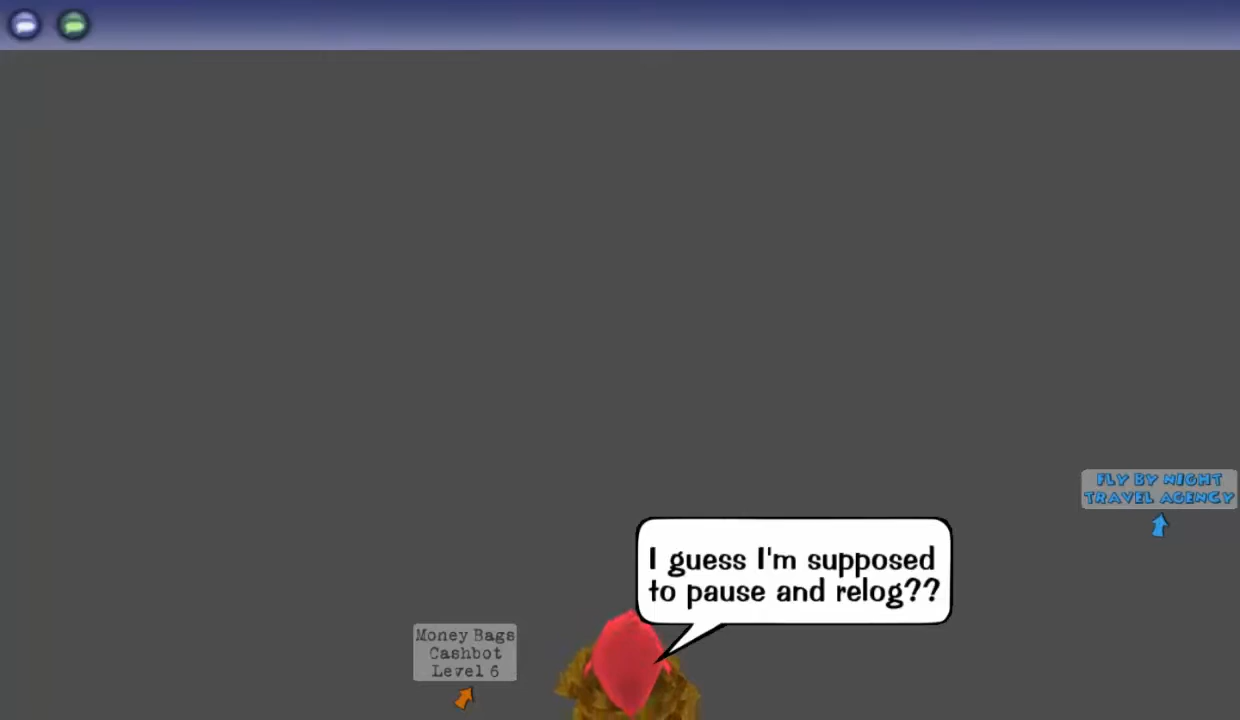 FLY BY NIGHT
TRAVEL AGENCY
I guess I'm supposed
to pause and relog??
Money Bags
Cashbot
Level 6